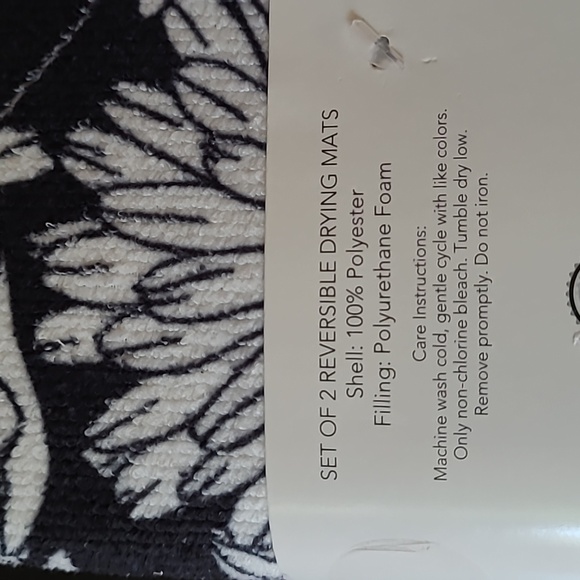 SET OF 2 REVERSIBLE DRYING MATS
Shell: 100% Polyester
Filling: Polyurethane Foam
Care Instructions:
Machine wash cold, gentle cycle with like colors.
Only non-chlorine bleach. Tumble dry low.
Remove promptly. Do not iron.